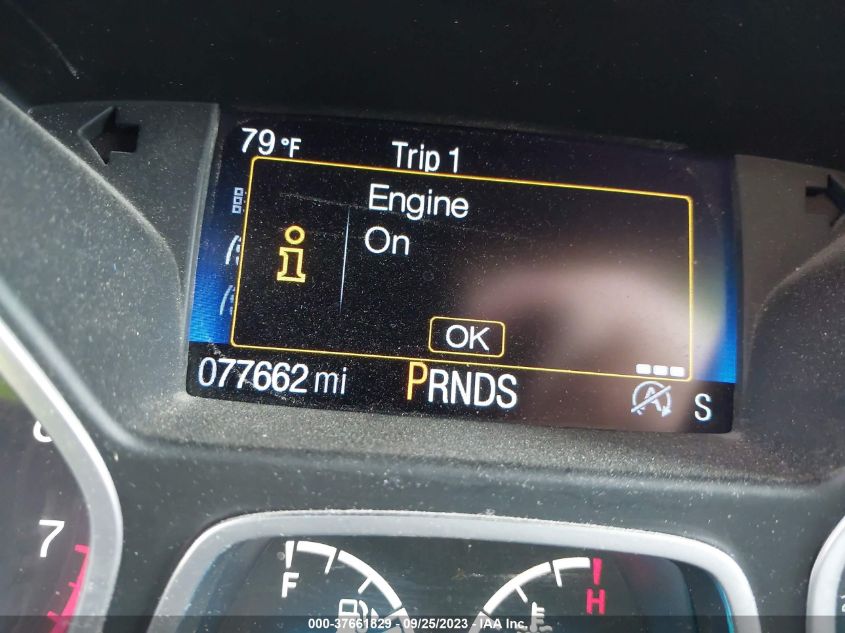 79 °F Trip 1
Engine
i On
OK
077662 mi PRNDS A S
7
F H
000-37661829 - 09/25/2023 - IAA Inc.